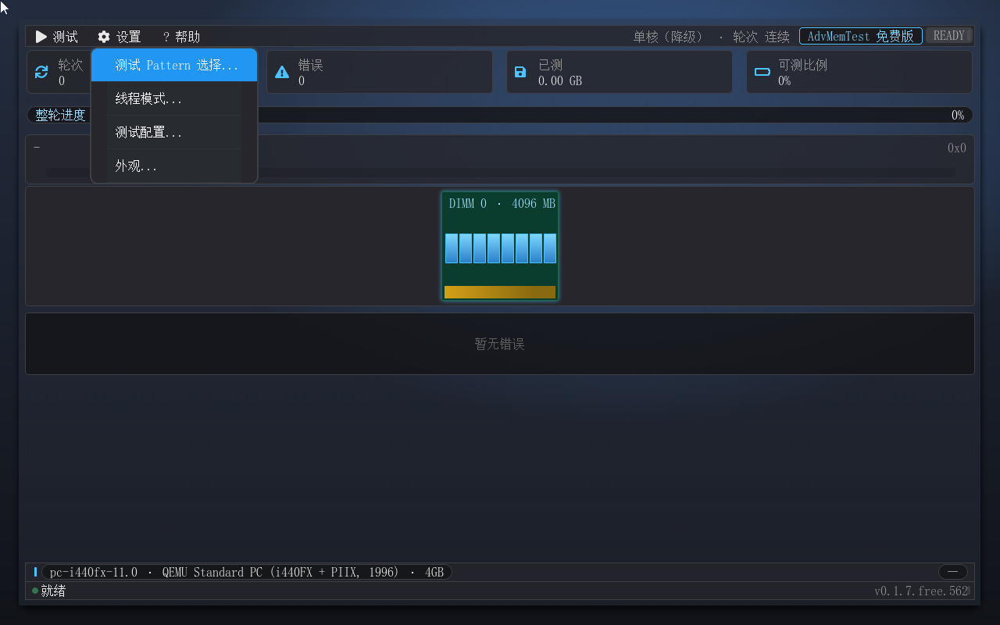 测试 设置 ? 帮助 单核（降级） · 轮次 连续 AdvMemTest 免费版 READY
测试 Pattern 选择...
线程模式...
测试配置...
外观...
轮次
0
错误
0
已测
0.00 GB
可测比例
0%
整轮进度 0%
— 0x0
DIMM 0 · 4096 MB
暂无错误
pc-i440fx-11.0 · QEMU Standard PC (i440FX + PIIX, 1996) · 4GB —
就绪 v0.1.7.free.562